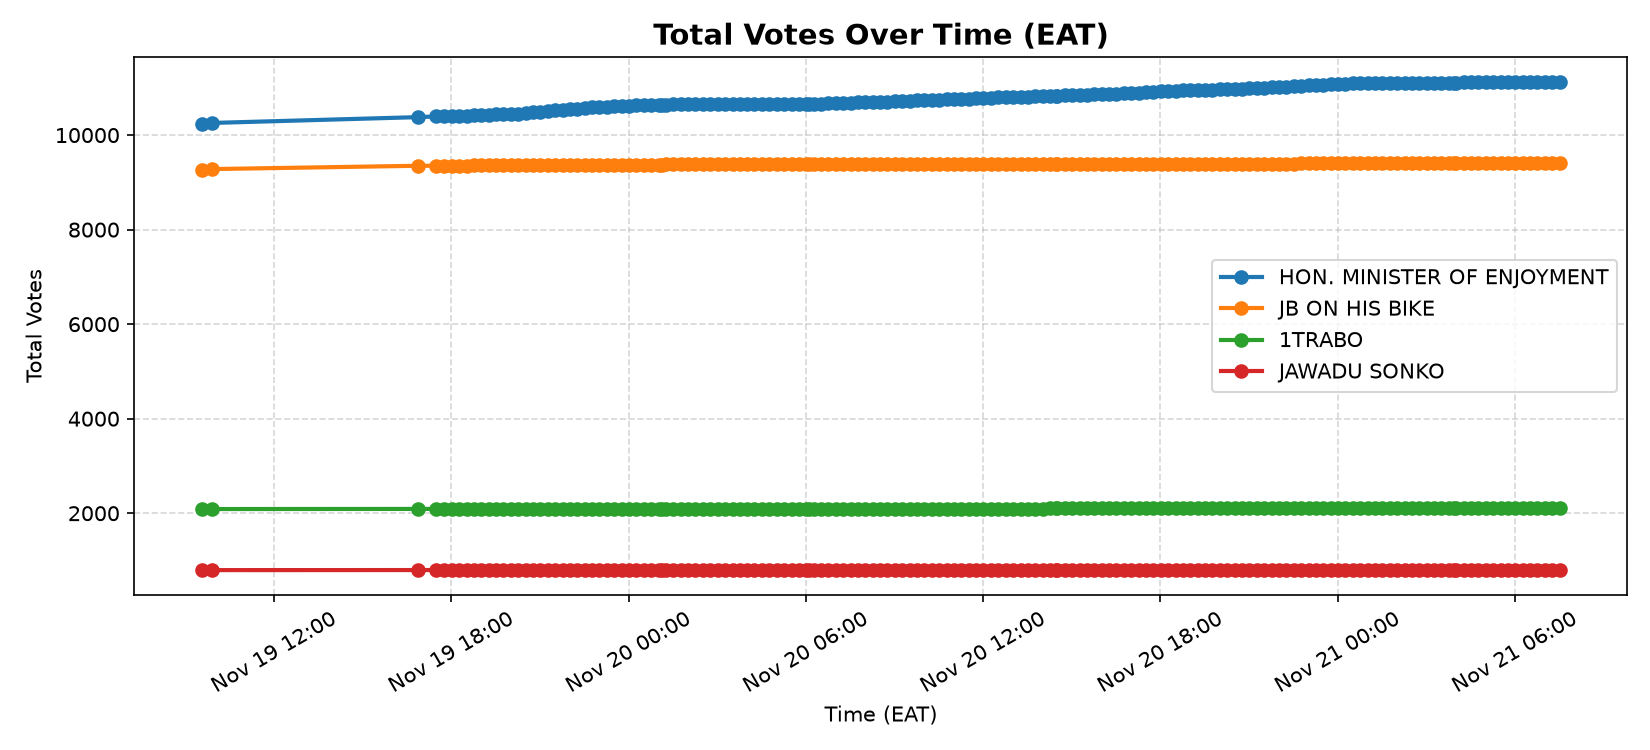 Total Votes Over Time (EAT)
Total Votes
10000
8000
6000
4000
2000
HON. MINISTER OF ENJOYMENT
JB ON HIS BIKE
1TRABO
JAWADU SONKO
Nov 19 12:00
Nov 19 18:00
Nov 20 00:00
Nov 20 06:00
Nov 20 12:00
Nov 20 18:00
Nov 21 00:00
Nov 21 06:00
Time (EAT)